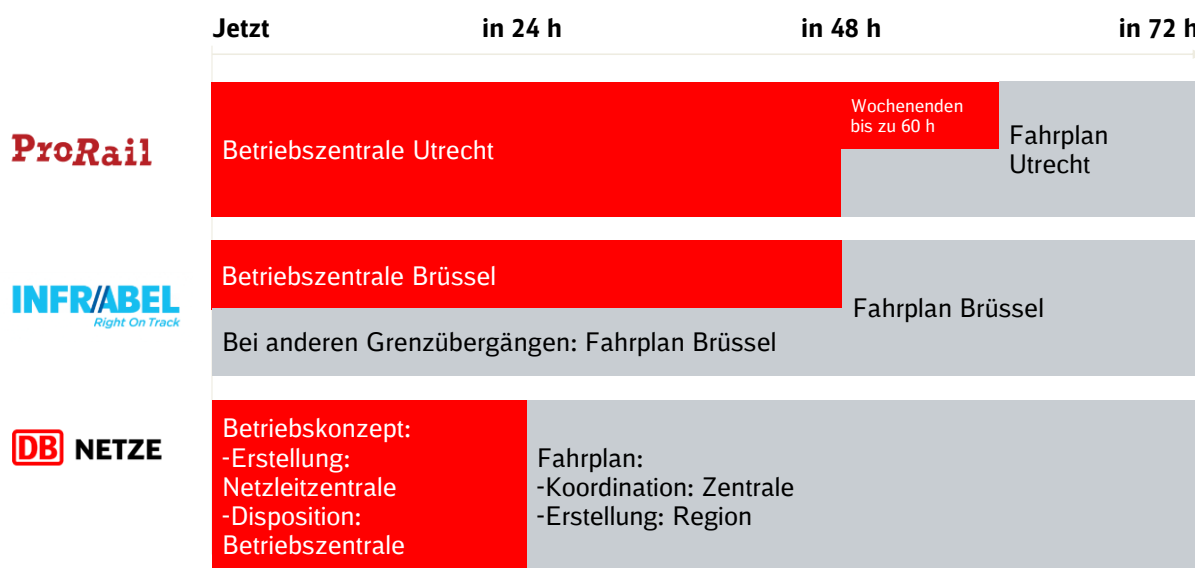 Jetzt in 24 h in 48 h in 72 h
ProRail
Betriebszentrale Utrecht
Wochenenden
bis zu 60 h
Fahrplan
Utrecht
INFRABEL
Right On Track
Betriebszentrale Brüssel
Bei anderen Grenzübergängen: Fahrplan Brüssel
Fahrplan Brüssel
DB NETZE
Betriebskonzept:
-Erstellung:
Netzleitzentrale
-Disposition:
Betriebszentrale
Fahrplan:
-Koordination: Zentrale
-Erstellung: Region